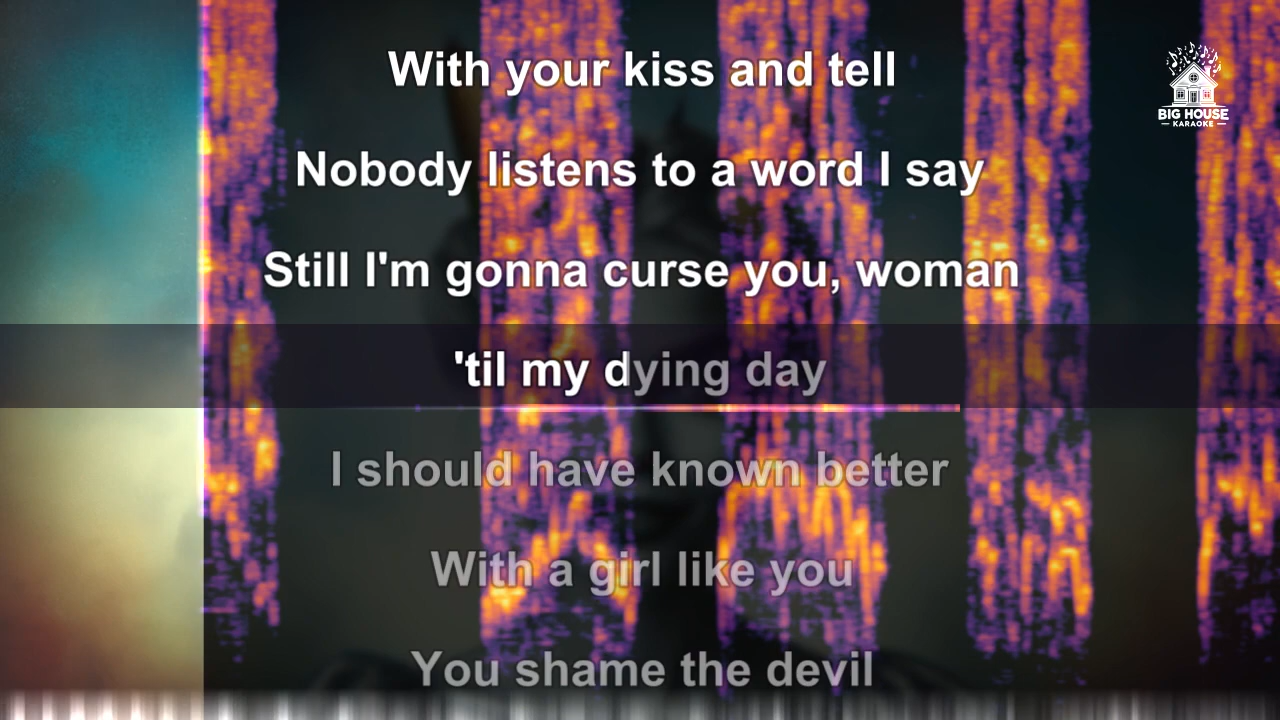 With your kiss and tell
Nobody listens to a word I say
Still I'm gonna curse you, woman
'til my dying day
I should have known better
With a girl like you
You shame the devil
BIG HOUSE
KARAOKE